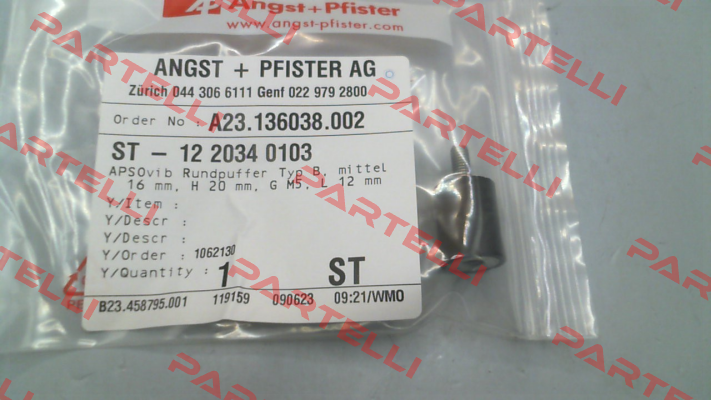 Angst+Pfister
www.angst-pfister.com
ANGST + PFISTER AG
Zürich 044 306 6111 Genf 022 979 2800
Order No : A23.136038.002
ST - 12 2034 0103
APSOvib Rundpuffer Typ B, mittel
16 mm, H 20 mm, G M5, L 12 mm
Y/Item :
Y/Descr :
Y/Descr :
Y/Order : 1062130
Y/Quantity : 1 ST
B23.458795.001 119159 090623 09:21/WMO
PARTELLI
PARTELLI
PARTELLI
PARTELLI
PARTELLI
PARTELLI
PARTELLI